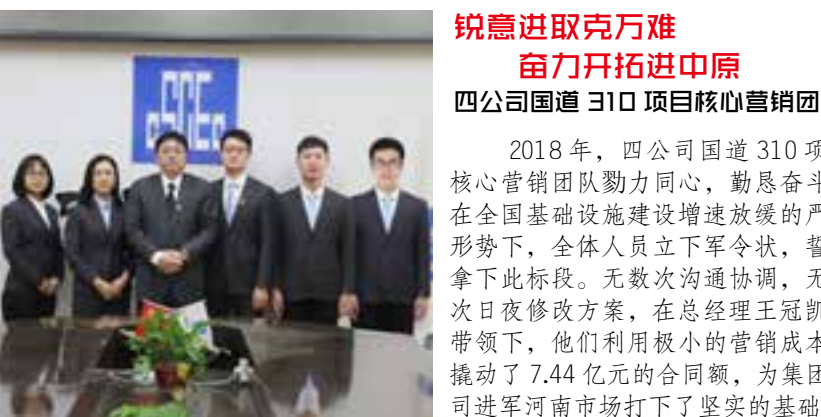 锐意进取克万难
奋力开拓进中原
四公司国道 310 项目核心营销团
2018 年，四公司国道 310 项
核心营销团队勠力同心，勤恳奋斗
在全国基础设施建设增速放缓的严
形势下，全体人员立下军令状，誓
拿下此标段。无数次沟通协调，无
次日夜修改方案，在总经理王冠凯
带领下，他们利用极小的营销成本
撬动了 7.44 亿元的合同额，为集团
司进军河南市场打下了坚实的基础